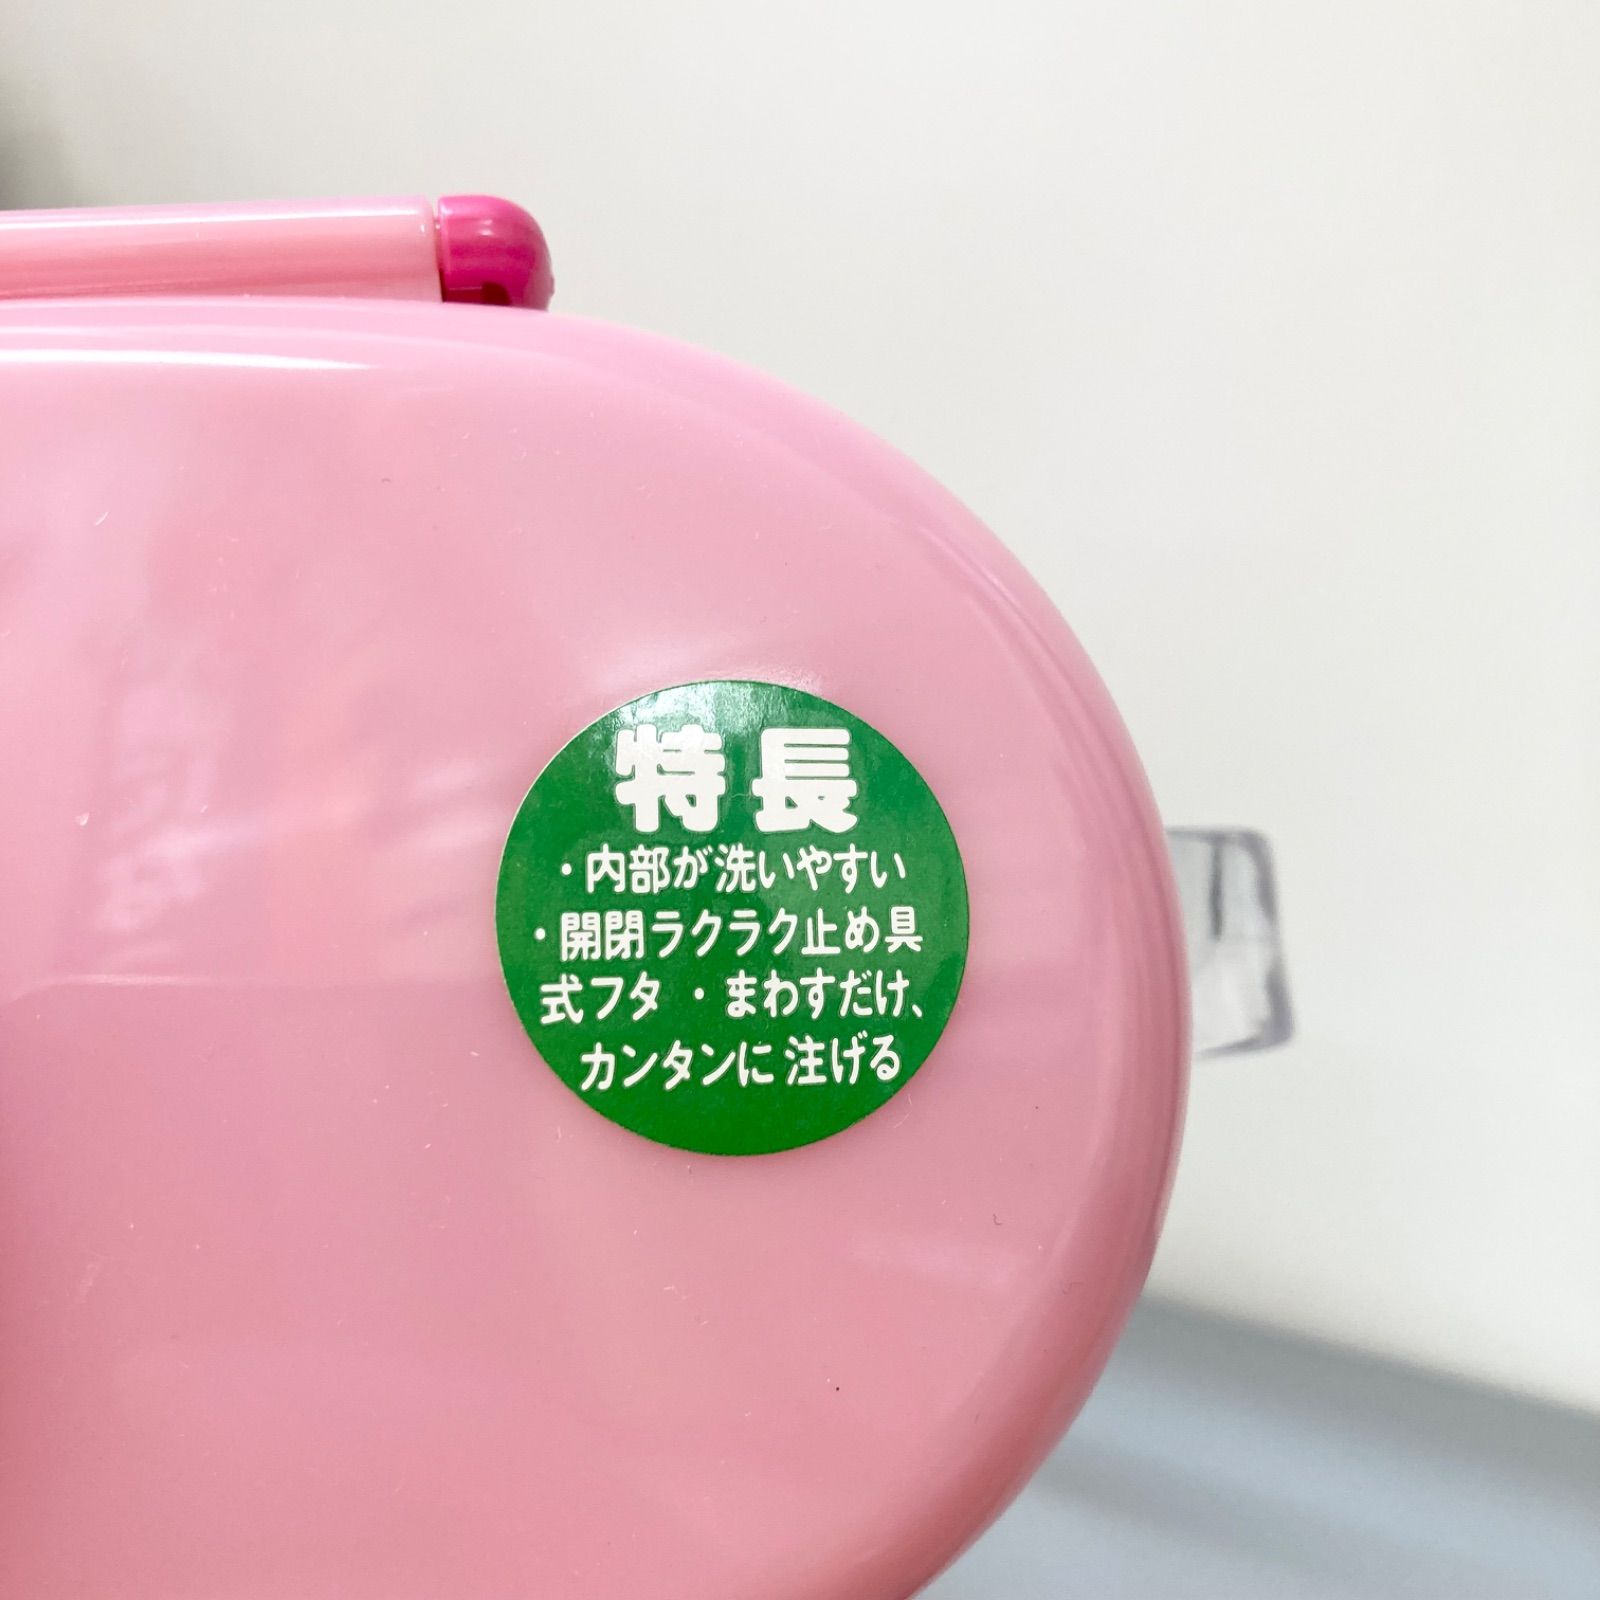 特長
・内部が洗いやすい
・開閉ラクラク止め具
式フタ ・まわすだけ、
カンタンに注げる